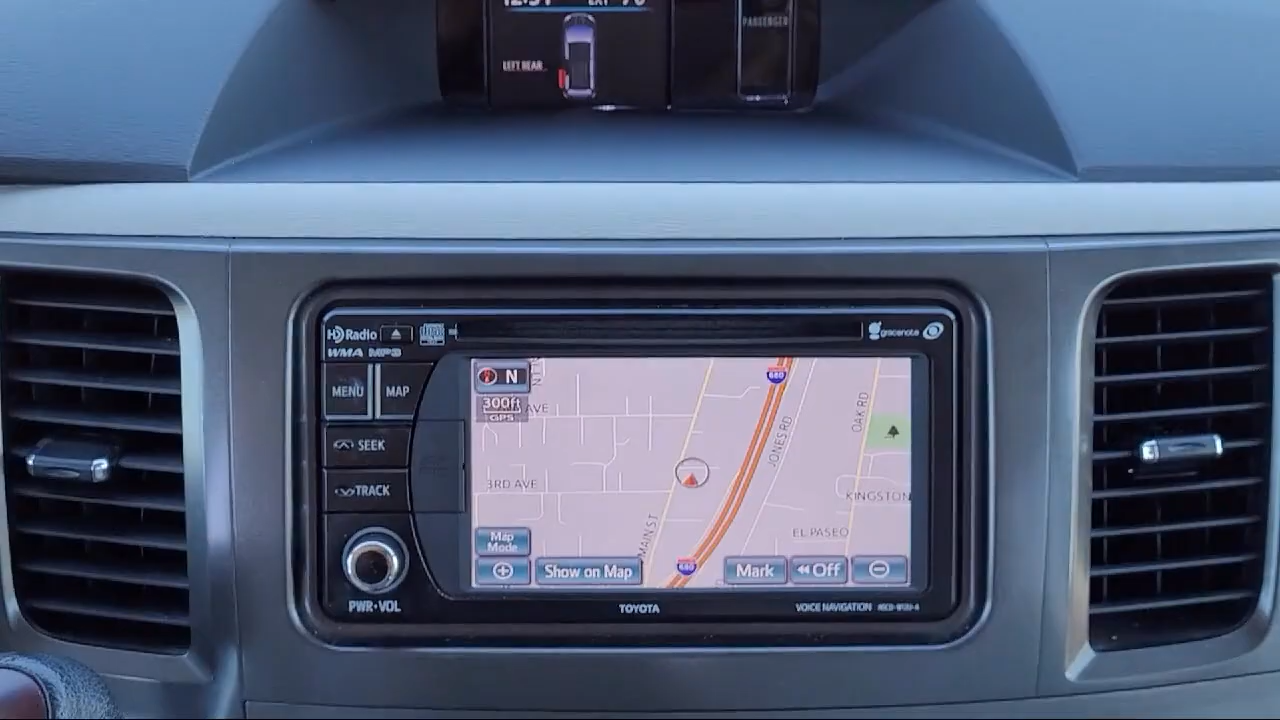 LEFT REAR
PASSENGER
HD Radio
WMA MP3
gracenote
MENU
MAP
SEEK
TRACK
PWR•VOL
N
300ft
GPS
AVE
3RD AVE
MAIN ST
680
JONES RD
OAK RD
KINGSTON
EL PASEO
680
Map
Mode
Show on Map
Mark
Off
TOYOTA
VOICE NAVIGATION